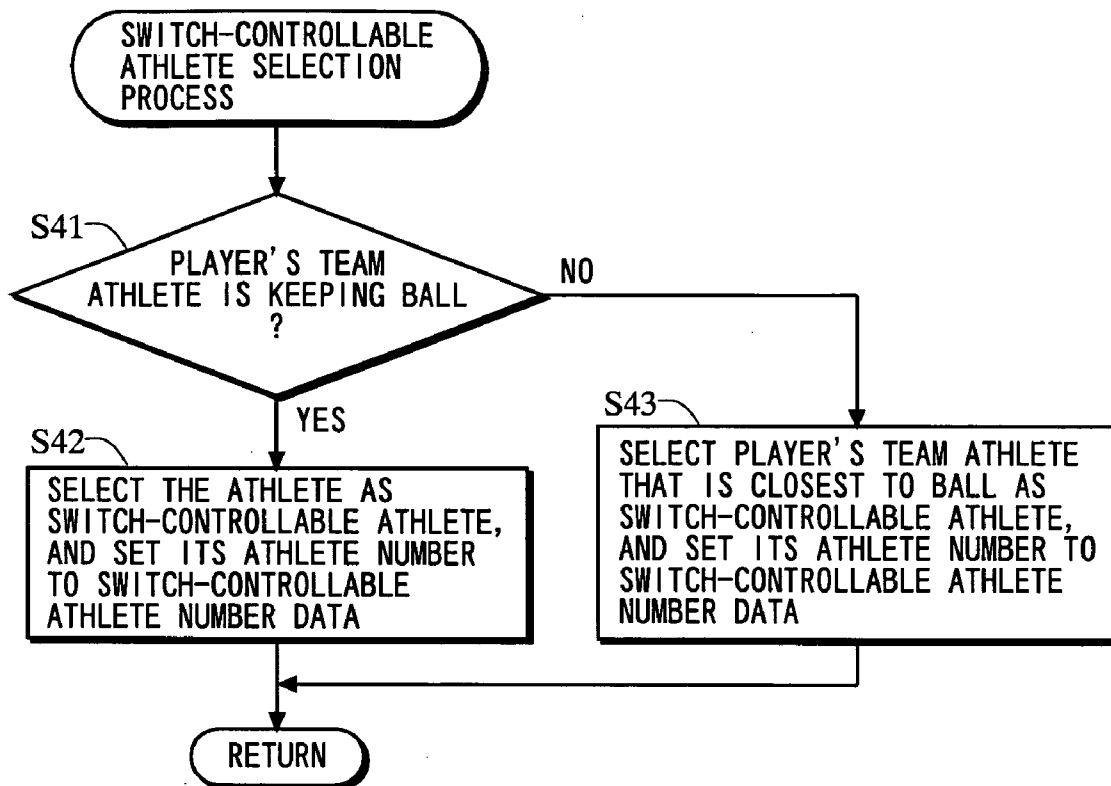 SWITCH-CONTROLLABLE
ATHLETE SELECTION
PROCESS
S41
PLAYER'S TEAM
ATHLETE IS KEEPING BALL
?
NO
YES
S42
SELECT THE ATHLETE AS
SWITCH-CONTROLLABLE ATHLETE,
AND SET ITS ATHLETE NUMBER
TO SWITCH-CONTROLLABLE
ATHLETE NUMBER DATA
S43
SELECT PLAYER'S TEAM ATHLETE
THAT IS CLOSEST TO BALL AS
SWITCH-CONTROLLABLE ATHLETE,
AND SET ITS ATHLETE NUMBER TO
SWITCH-CONTROLLABLE ATHLETE
NUMBER DATA
RETURN